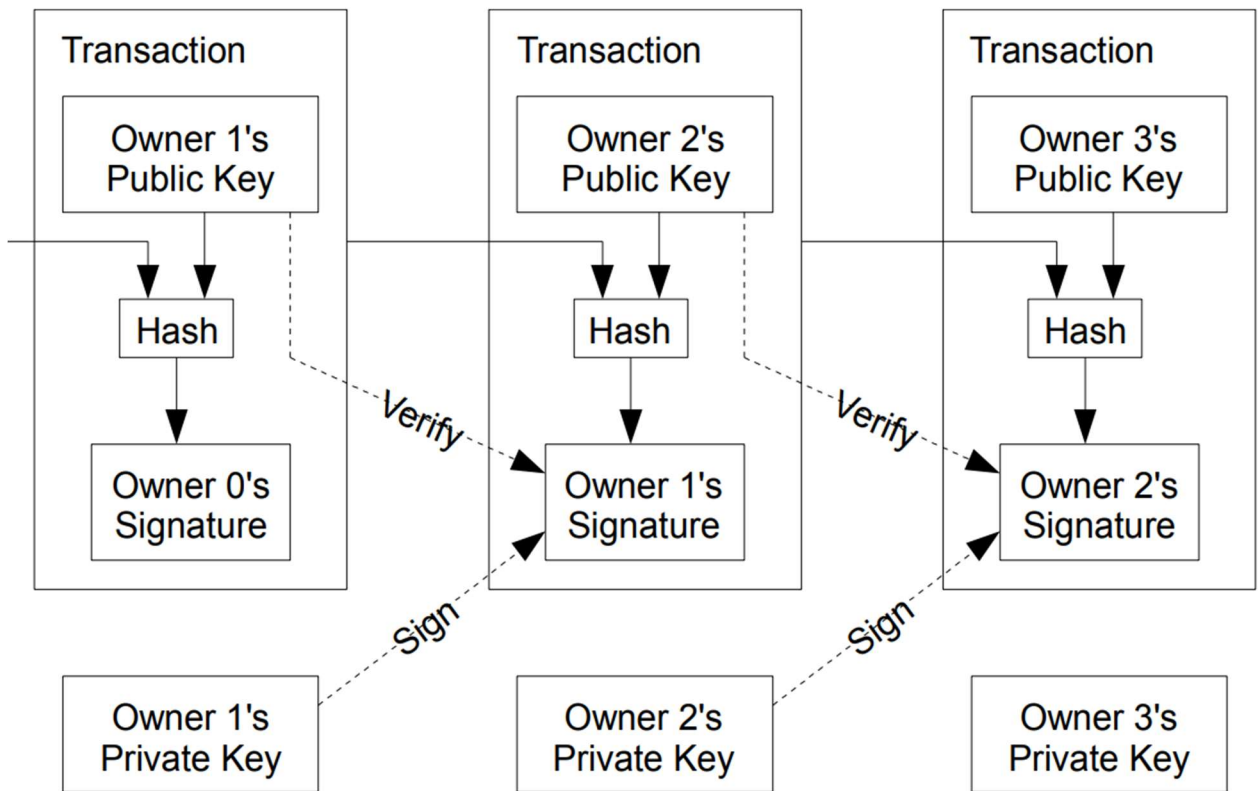 Transaction
Owner 1's
Public Key
Hash
Owner 0's
Signature
Transaction
Owner 2's
Public Key
Hash
Owner 1's
Signature
Transaction
Owner 3's
Public Key
Hash
Owner 2's
Signature
Verify
Verify
Sign
Sign
Owner 1's
Private Key
Owner 2's
Private Key
Owner 3's
Private Key